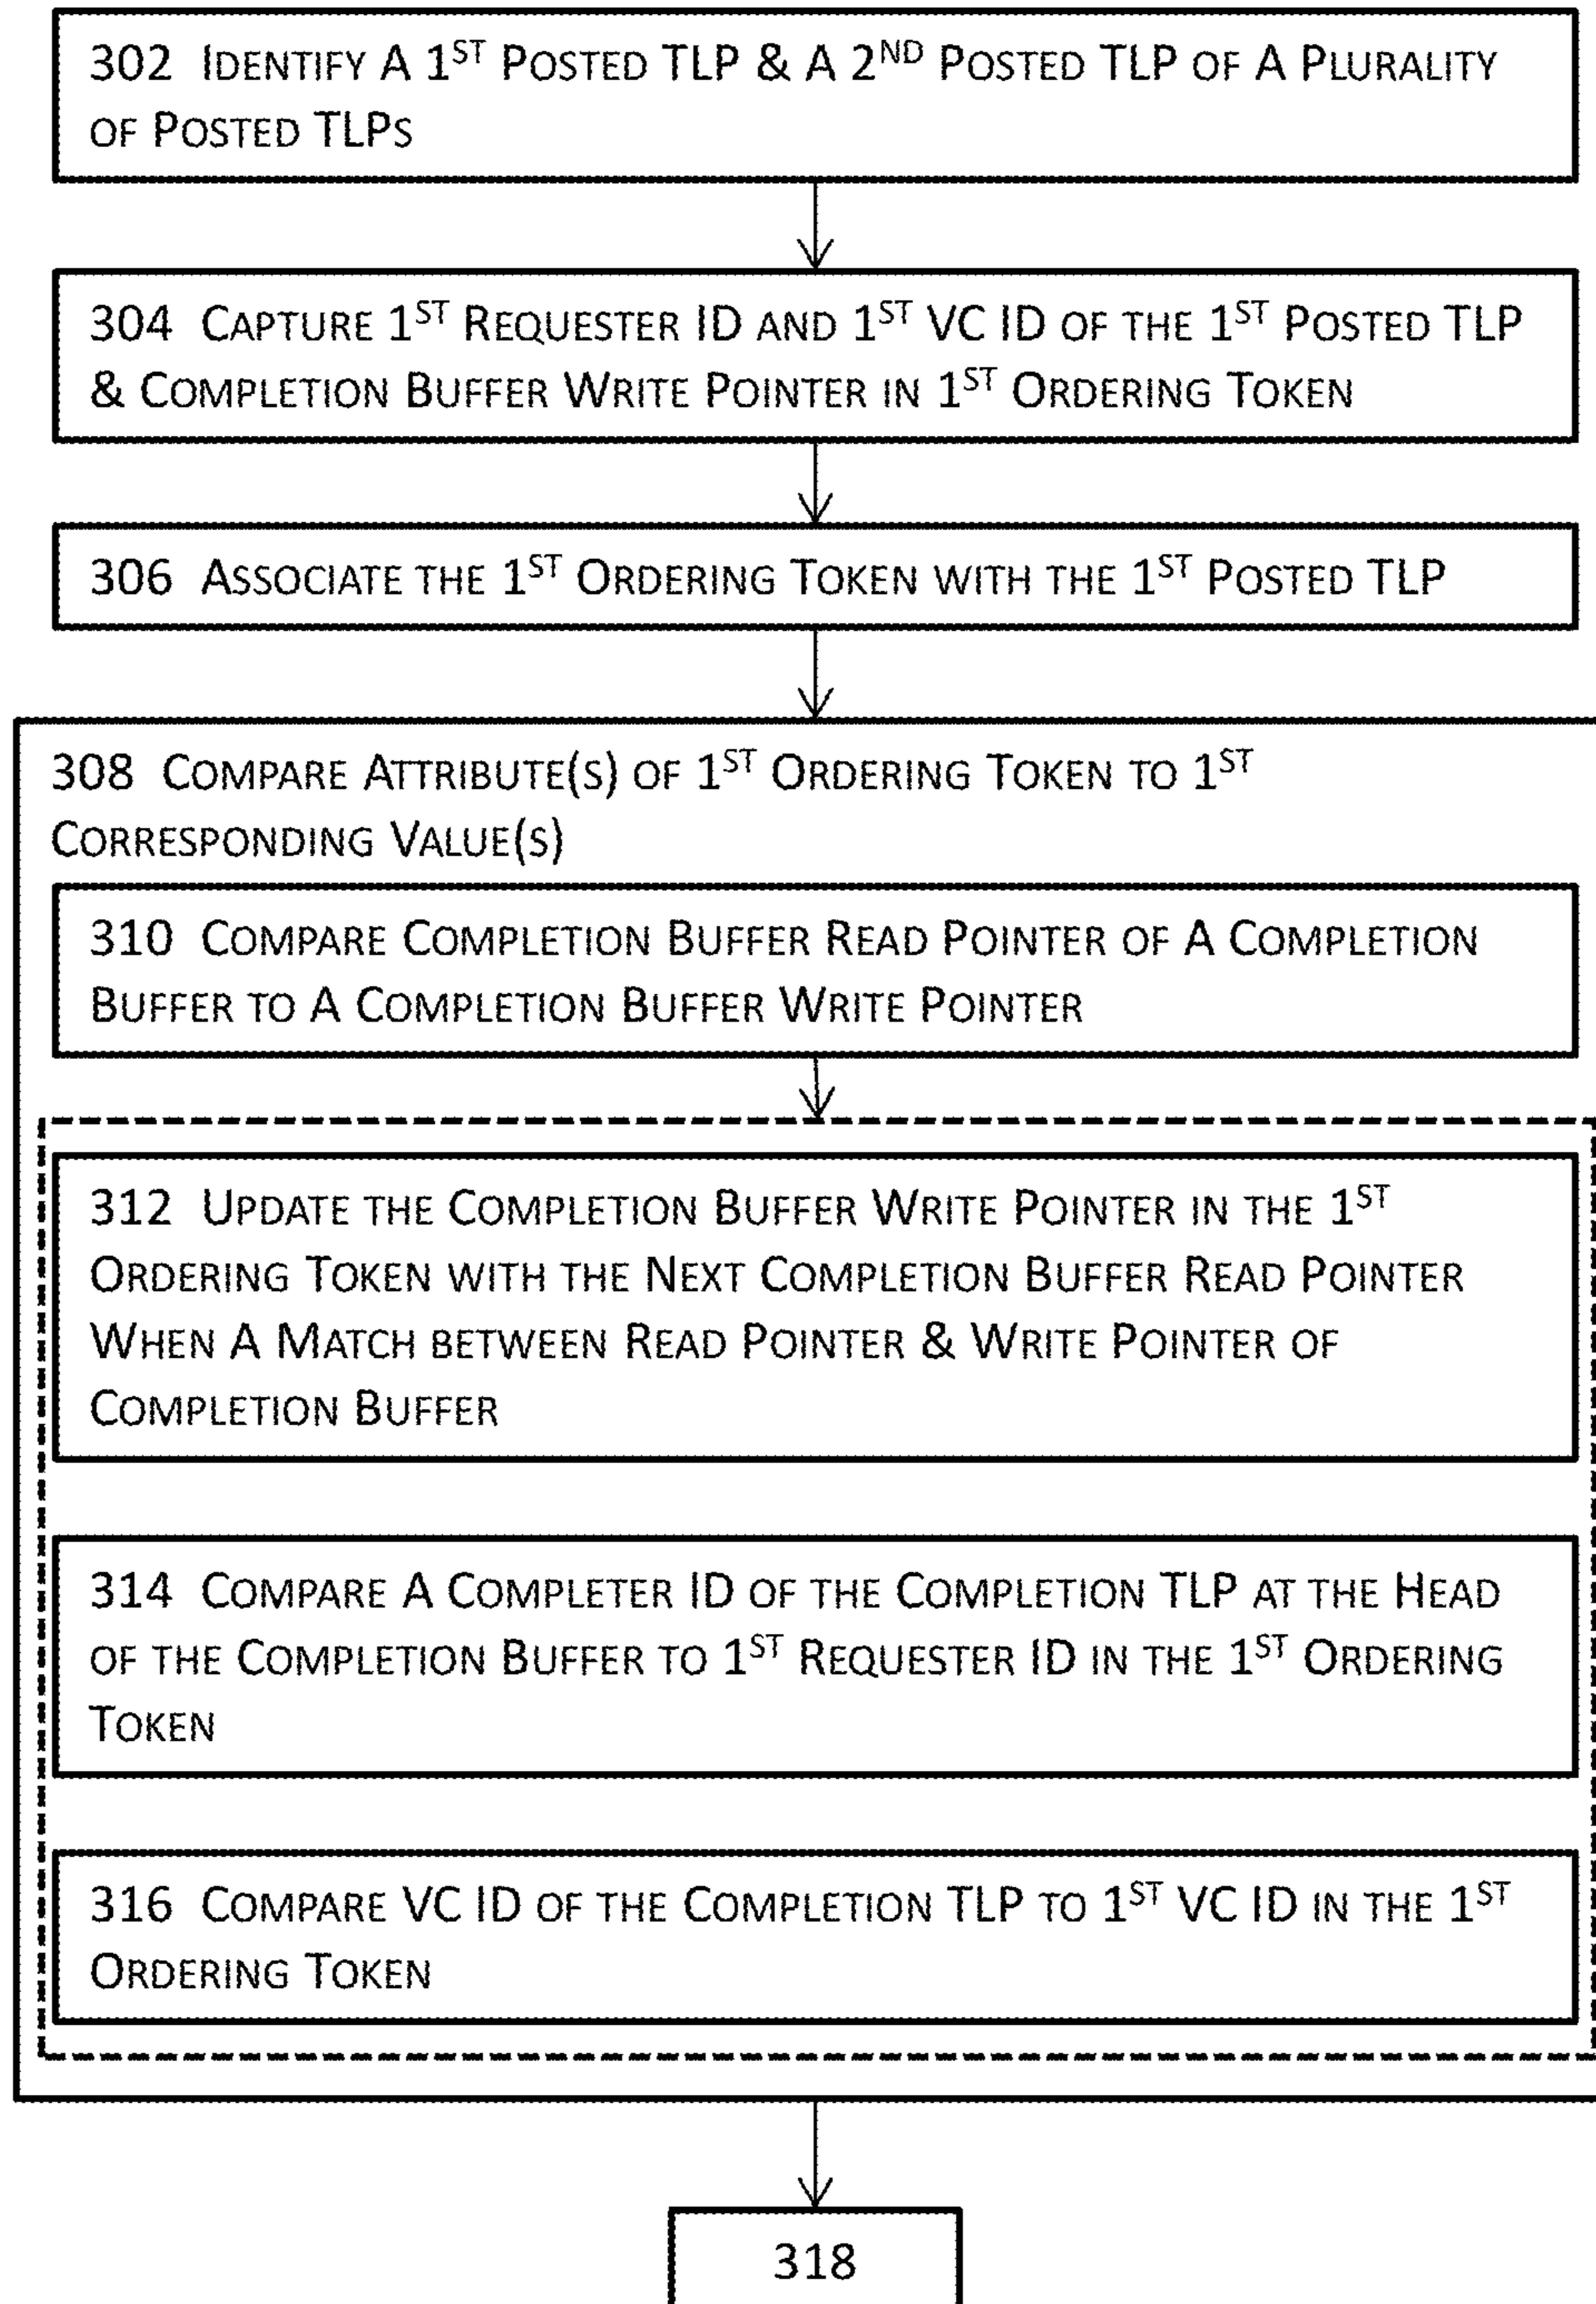 302 IDENTIFY A 1ST POSTED TLP & A 2ND POSTED TLP OF A PLURALITY
OF POSTED TLPS
304 CAPTURE 1ST REQUESTER ID AND 1ST VC ID OF THE 1ST POSTED TLP
& COMPLETION BUFFER WRITE POINTER IN 1ST ORDERING TOKEN
306 ASSOCIATE THE 1ST ORDERING TOKEN WITH THE 1ST POSTED TLP
308 COMPARE ATTRIBUTE(S) OF 1ST ORDERING TOKEN TO 1ST
CORRESPONDING VALUE(S)
310 COMPARE COMPLETION BUFFER READ POINTER OF A COMPLETION
BUFFER TO A COMPLETION BUFFER WRITE POINTER
312 UPDATE THE COMPLETION BUFFER WRITE POINTER IN THE 1ST
ORDERING TOKEN WITH THE NEXT COMPLETION BUFFER READ POINTER
WHEN A MATCH BETWEEN READ POINTER & WRITE POINTER OF
COMPLETION BUFFER
314 COMPARE A COMPLETER ID OF THE COMPLETION TLP AT THE HEAD
OF THE COMPLETION BUFFER TO 1ST REQUESTER ID IN THE 1ST ORDERING
TOKEN
316 COMPARE VC ID OF THE COMPLETION TLP TO 1ST VC ID IN THE 1ST
ORDERING TOKEN
318